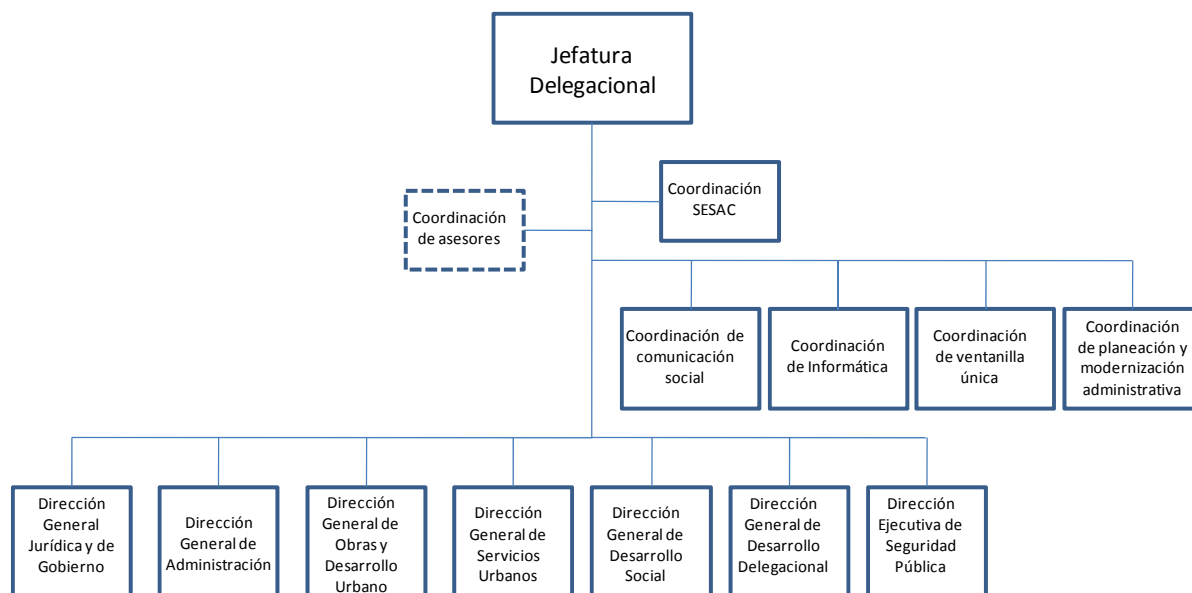 Jefatura
Delegacional
Coordinación
SESAC
Coordinación
de asesores
Coordinación de
comunicación
social
Coordinación
de Informática
Coordinación
de ventanilla
única
Coordinación
de planeación y
modernización
administrativa
Dirección
General
Jurídica y de
Gobierno
Dirección
General de
Administración
Dirección
General de
Obras y
Desarrollo
Urbano
Dirección
General de
Servicios
Urbanos
Dirección
General de
Desarrollo
Social
Dirección
General de
Desarrollo
Delegacional
Dirección
Ejecutiva de
Seguridad
Pública